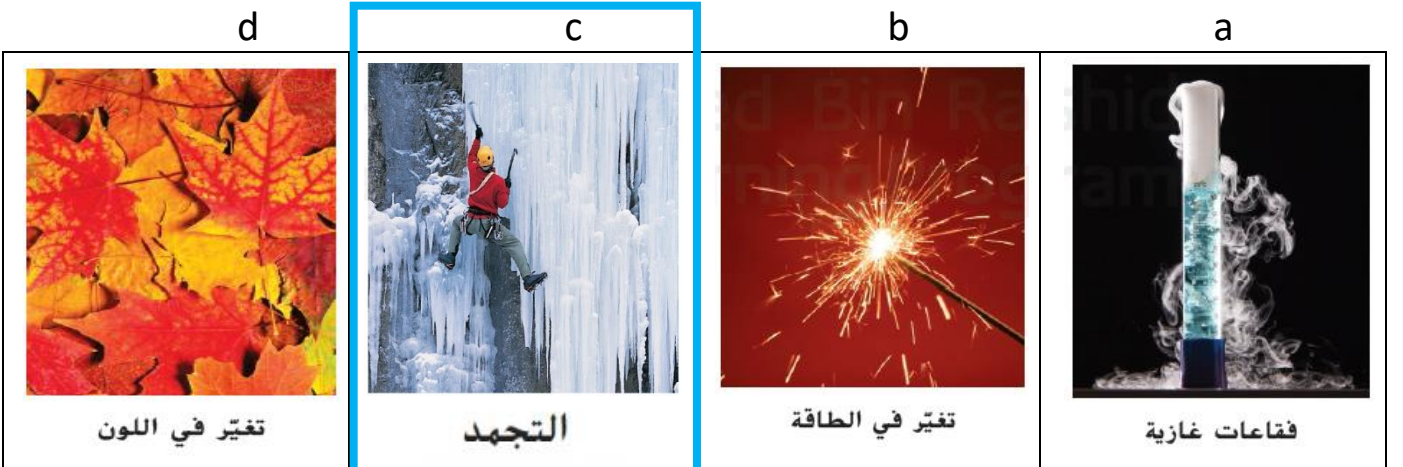 a b c d
فقاعات غازية
تغيّر في الطاقة
التجمد
تغيّر في اللون